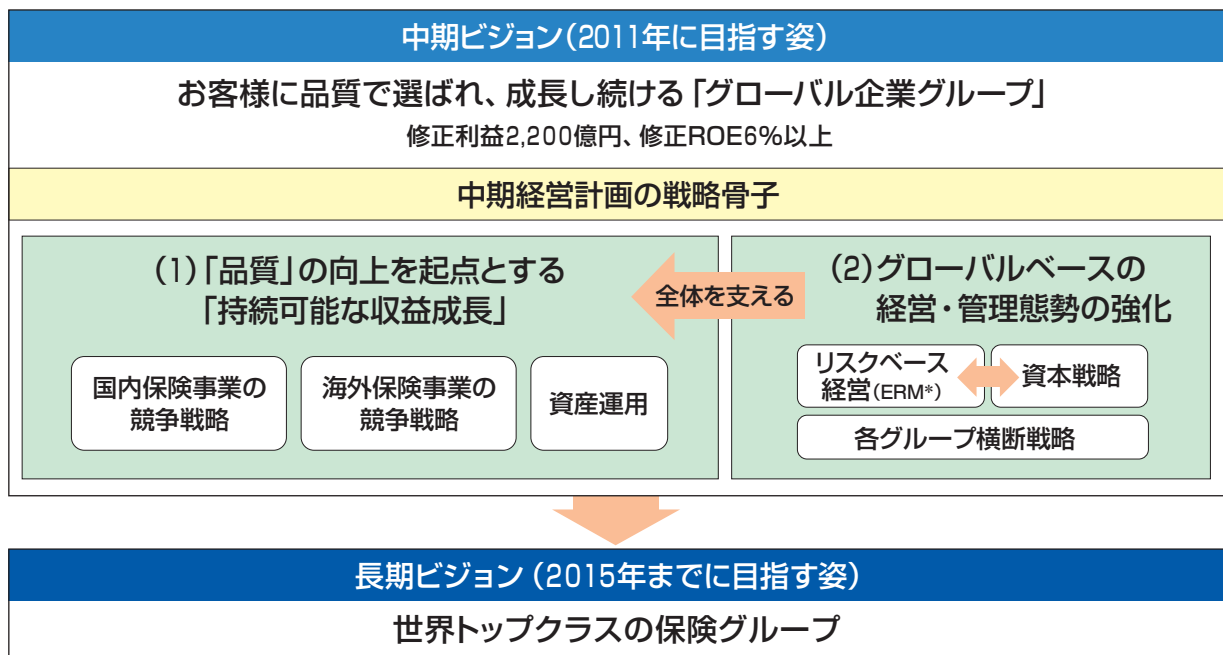 中期ビジョン（2011年に目指す姿）
お客様に品質で選ばれ、成長し続ける「グローバル企業グループ」
修正利益2,200億円、修正ROE6%以上
中期経営計画の戦略骨子
（1）「品質」の向上を起点とする
「持続可能な収益成長」
国内保険事業の
競争戦略
海外保険事業の
競争戦略
資産運用
全体を支える
（2）グローバルベースの
経営・管理態勢の強化
リスクベース
経営（ERM*）
資本戦略
各グループ横断戦略
長期ビジョン（2015年までに目指す姿）
世界トップクラスの保険グループ